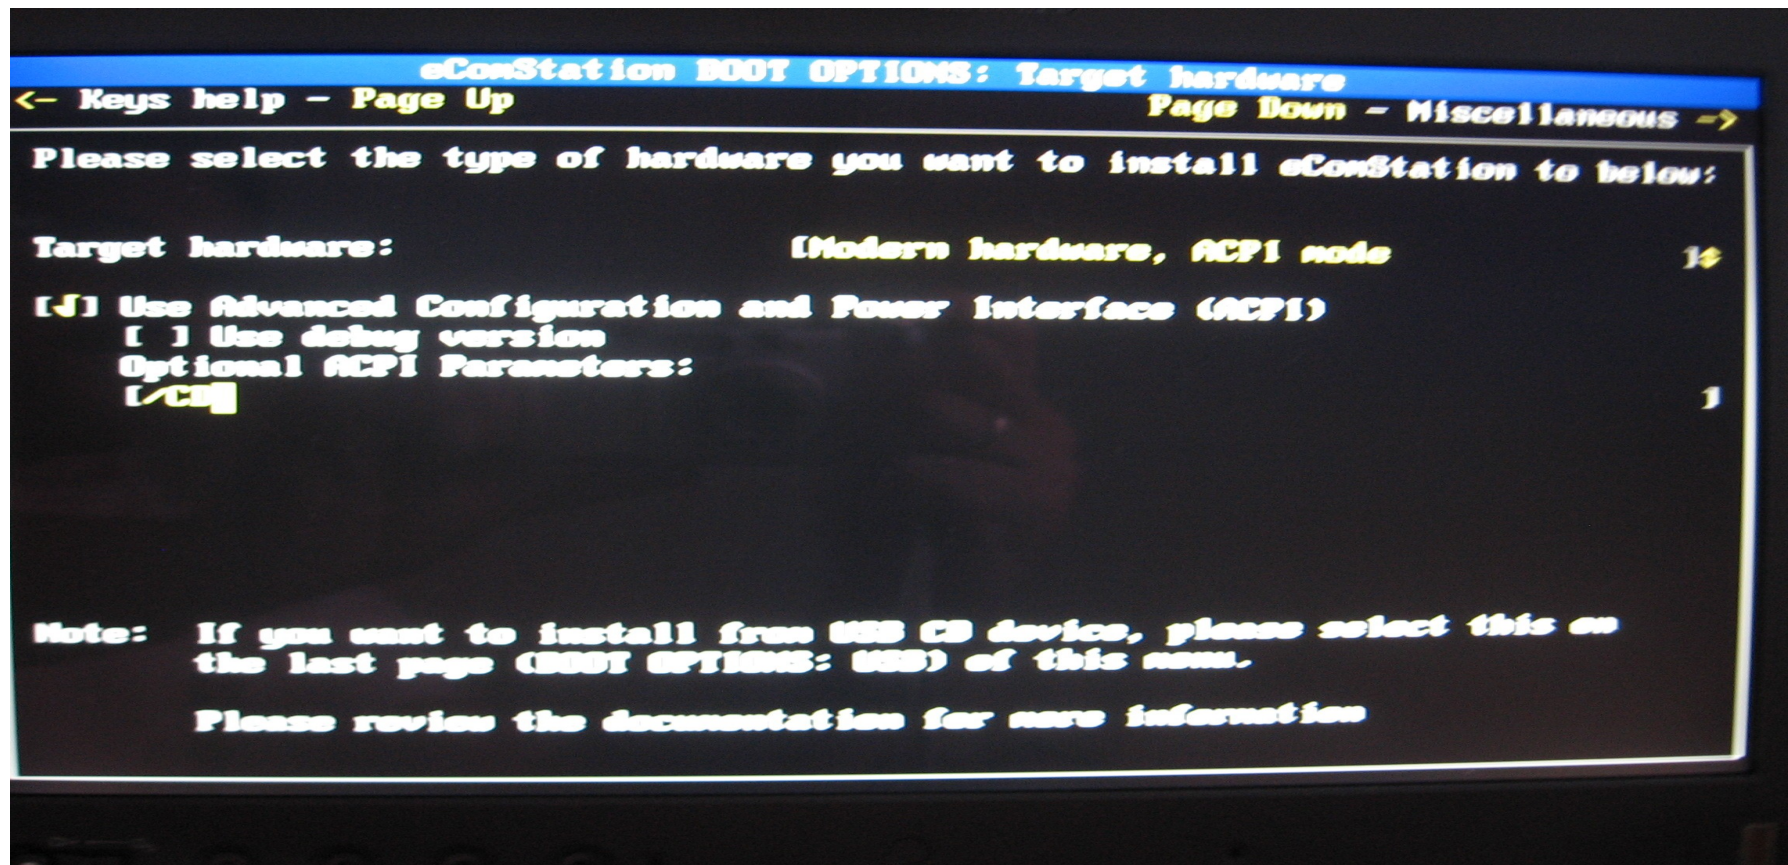 eComStation BOOT OPTIONS: Target hardware
<- Keys help - Page Up Page Down - Miscellaneous ->
Please select the type of hardware you want to install eComStation to below:
Target hardware: [Modern hardware, ACPI mode ]↕
[√] Use Advanced Configuration and Power Interface (ACPI)
[ ] Use debug version
Optional ACPI Parameters:
[/CD ]
Note: If you want to install from USB CD device, please select this on
the last page (BOOT OPTIONS: USB) of this menu.
Please review the documentation for more information